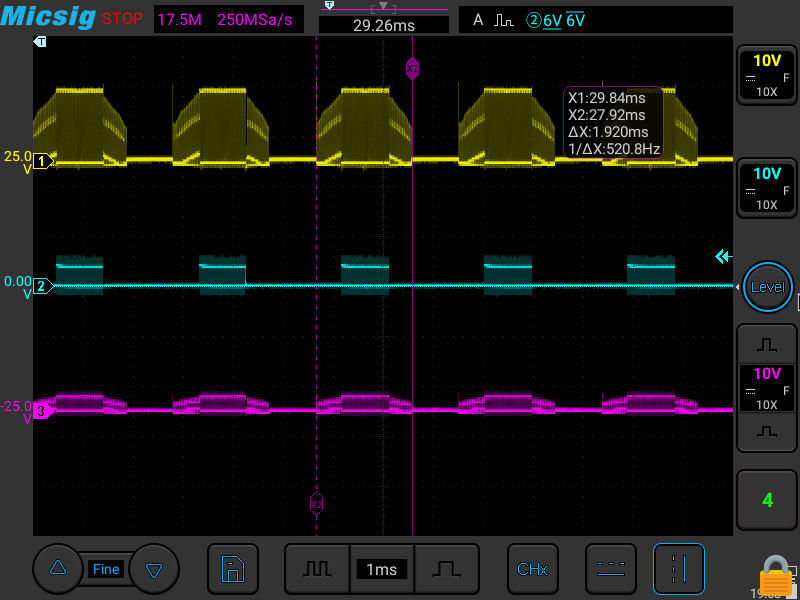 Micsig STOP 17.5M 250MSa/s T 29.26ms A ②6V 6V
T
X1
10V
F
10X
X1:29.84ms
X2:27.92ms
ΔX:1.920ms
1/ΔX:520.8Hz
25.0
V
1
10V
F
10X
0.00
V
2
Level
10V
F
10X
-25.0
V
3
X2
4
Fine 1ms CHx